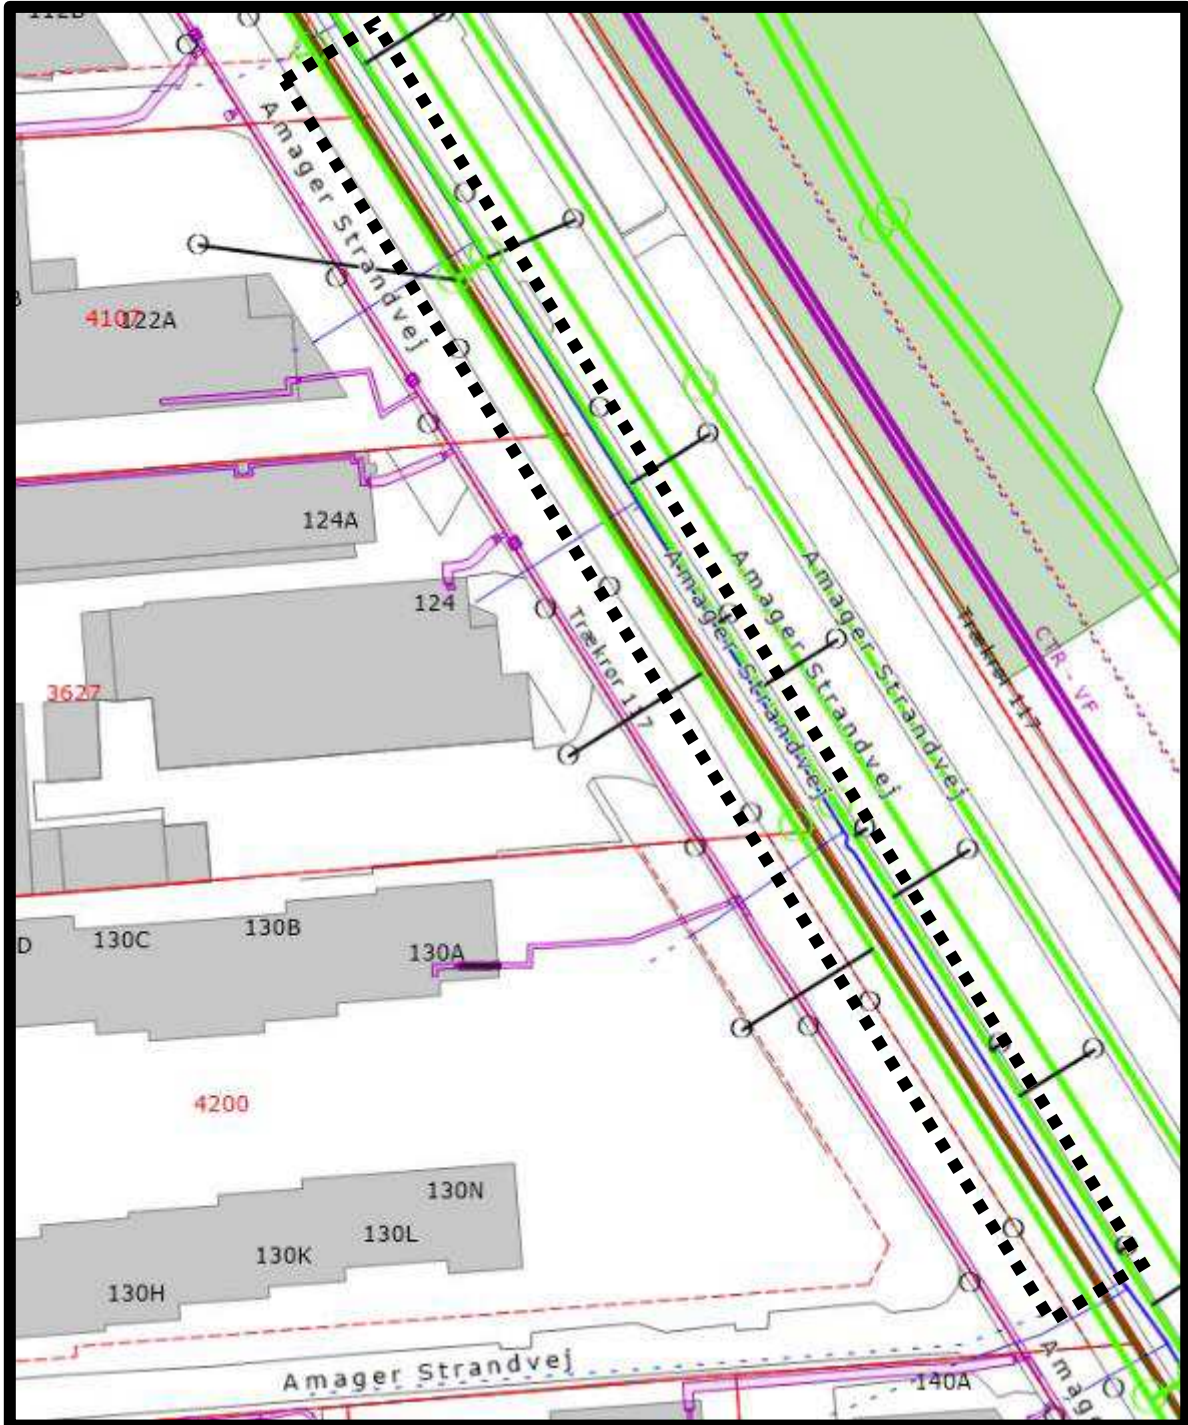 112B
Amager Strandvej
4107
122A
124A
124
Trækrør 117
3627
Amager Strandvej
Amager Strandvej
Amager Strandvej
Trækrør 117
CTR - VF
D
130C
130B
130A
4200
130N
130L
130K
130H
Amager Strandvej
140A
Amag